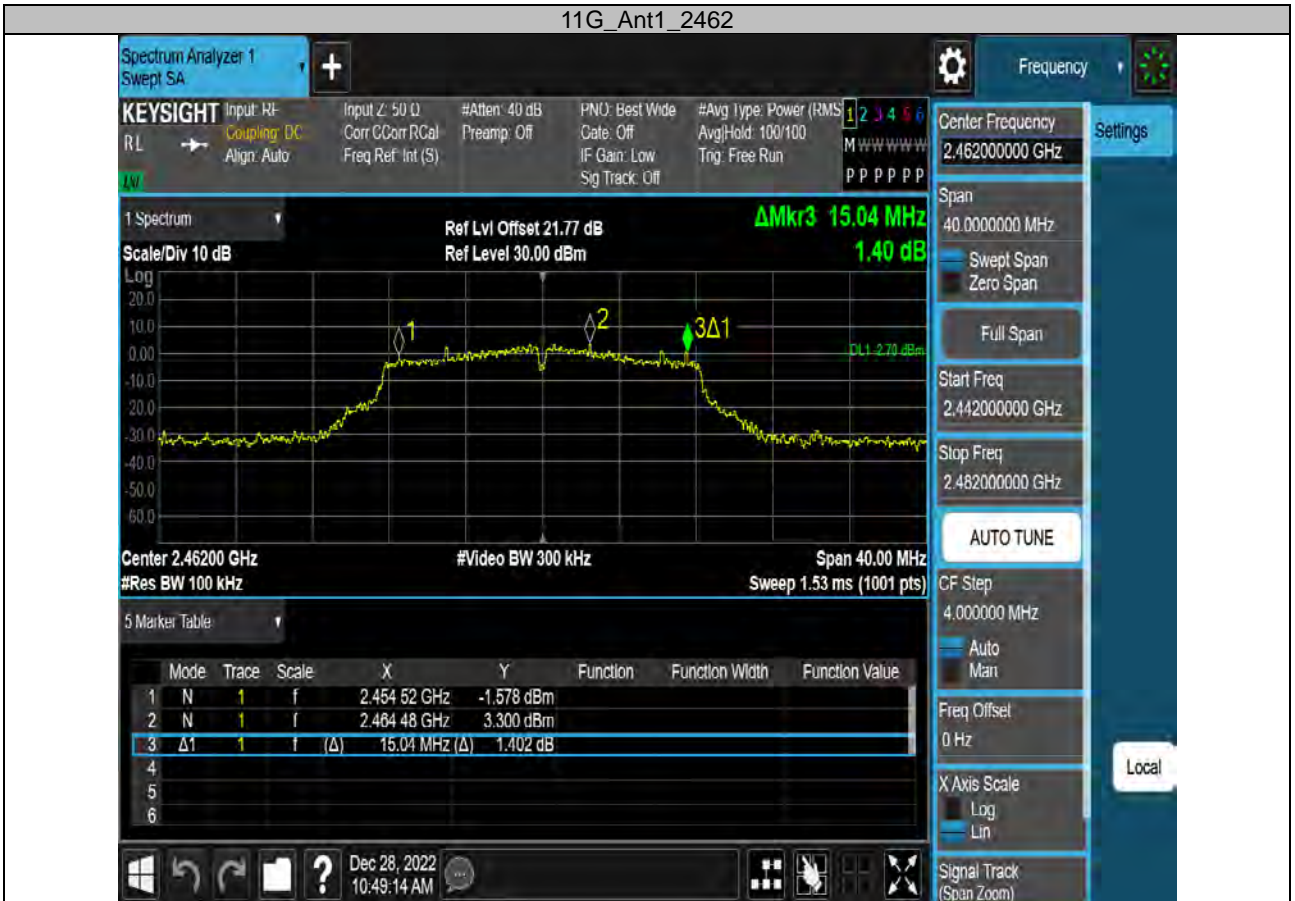 11G_Ant1_2462
Spectrum Analyzer 1
Swept SA
+
Frequency
KEYSIGHT
RL
Input: RF
Coupling: DC
Align: Auto
Input Z: 50 Ω
Corr CCorr RCal
Freq Ref: Int (S)
#Atten: 40 dB
Preamp: Off
PNO: Best Wide
Gate: Off
IF Gain: Low
Sig Track: Off
#Avg Type: Power (RMS
Avg|Hold: 100/100
Trig: Free Run
1 2 3 4 5 6
M W W W W W
P P P P P P
LXI
1 Spectrum
Scale/Div 10 dB
Ref Lvl Offset 21.77 dB
Ref Level 30.00 dBm
ΔMkr3 15.04 MHz
1.40 dB
Log
20.0
10.0
0.00
-10.0
-20.0
-30.0
-40.0
-50.0
-60.0
1
2
3Δ1
DL1 -2.70 dBm
Center 2.46200 GHz
#Video BW 300 kHz
Span 40.00 MHz
#Res BW 100 kHz
Sweep 1.53 ms (1001 pts)
5 Marker Table
Mode Trace Scale X Y Function Function Width Function Value
1 N 1 f 2.454 52 GHz -1.578 dBm
2 N 1 f 2.464 48 GHz 3.300 dBm
3 Δ1 1 f (Δ) 15.04 MHz (Δ) 1.402 dB
4
5
6
Dec 28, 2022
10:49:14 AM
?
Center Frequency
2.462000000 GHz
Settings
Span
40.0000000 MHz
Swept Span
Zero Span
Full Span
Start Freq
2.442000000 GHz
Stop Freq
2.482000000 GHz
AUTO TUNE
CF Step
4.000000 MHz
Auto
Man
Freq Offset
0 Hz
X Axis Scale
Log
Lin
Local
Signal Track
(Span Zoom)